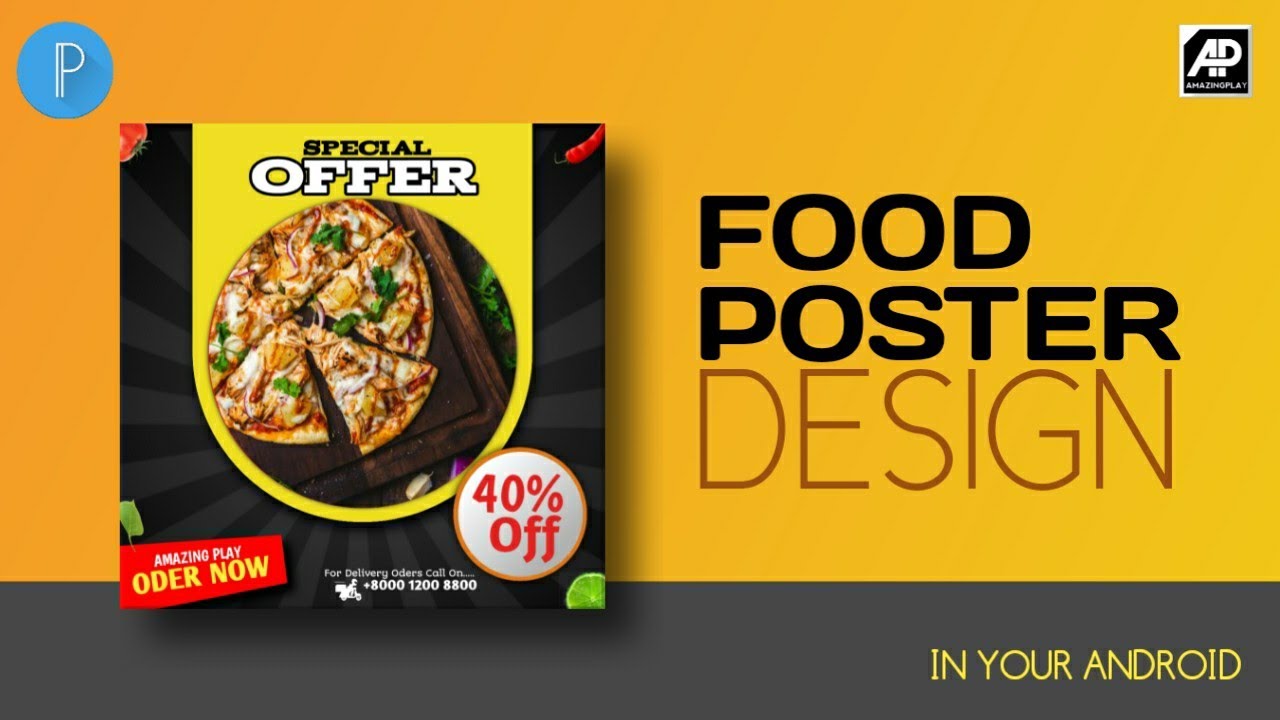 P
AP
AMAZINGPLAY
SPECIAL
OFFER
40%
Off
AMAZING PLAY
ODER NOW
For Delivery Oders Call On.....
+8000 1200 8800
FOOD
POSTER
DESIGN
IN YOUR ANDROID